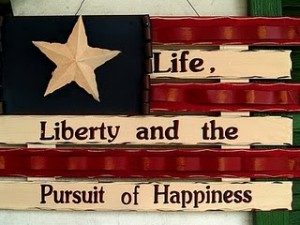 Life,
Liberty and the
Pursuit of Happiness